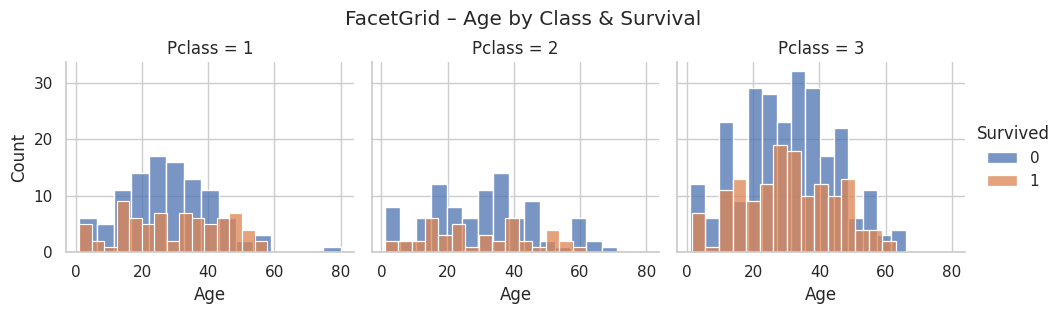 FacetGrid – Age by Class & Survival
Pclass = 1
Pclass = 2
Pclass = 3
30
20
10
0
Count
0 20 40 60 80
0 20 40 60 80
0 20 40 60 80
Age
Age
Age
Survived
0
1